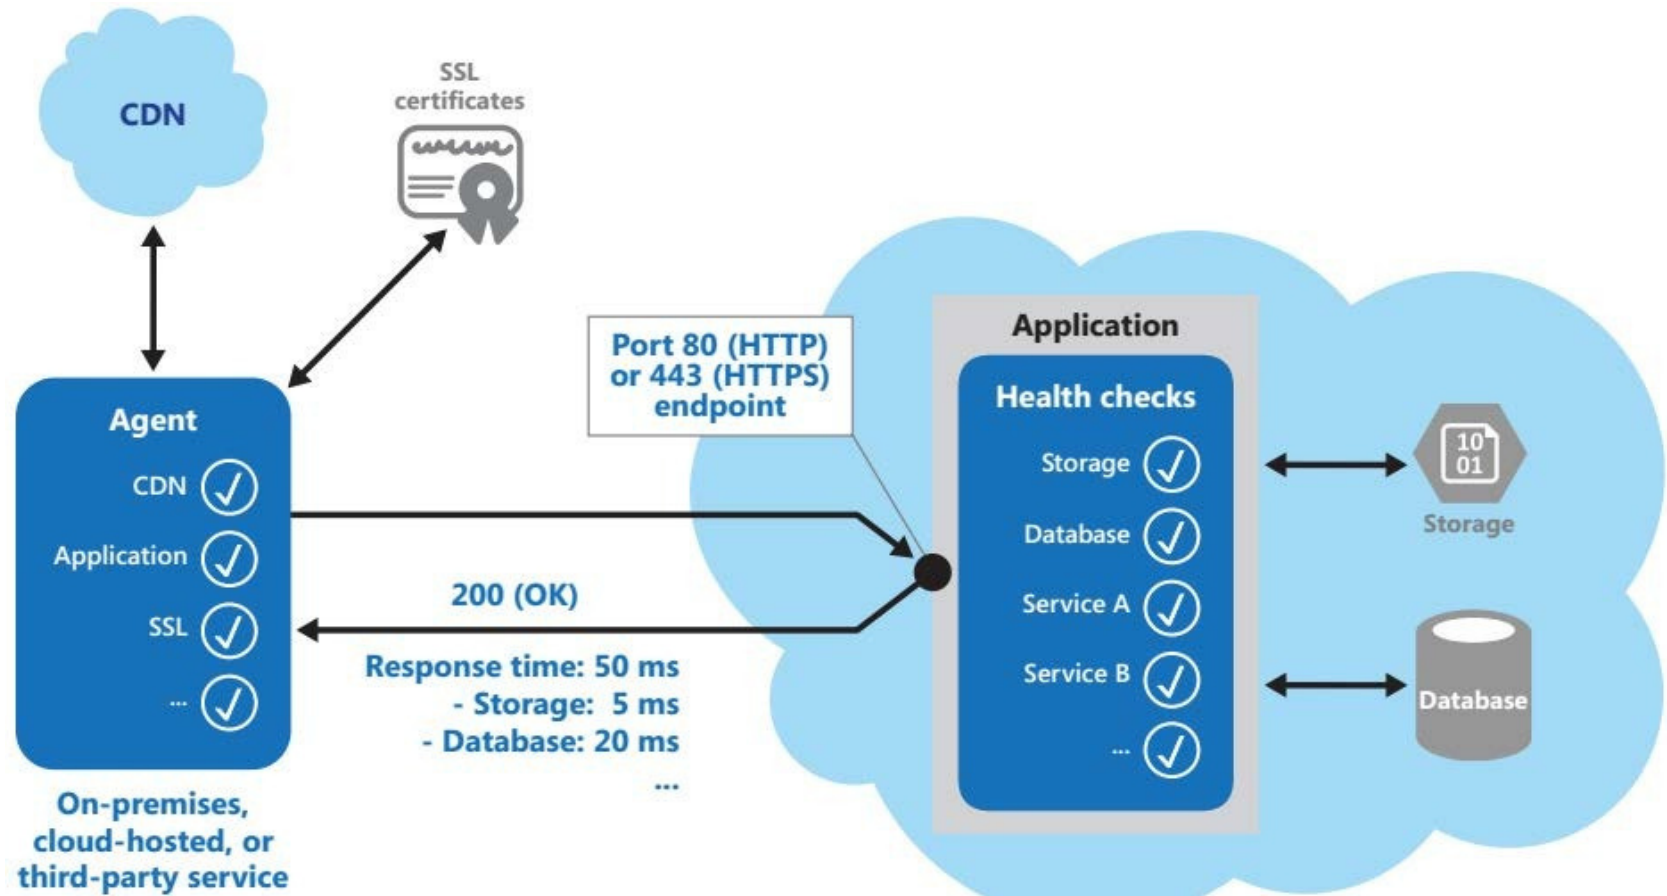 CDN
SSL
certificates
Port 80 (HTTP)
or 443 (HTTPS)
endpoint
Agent
CDN
Application
SSL
...
On-premises,
cloud-hosted, or
third-party service
200 (OK)
Response time: 50 ms
- Storage: 5 ms
- Database: 20 ms
...
Application
Health checks
Storage
Database
Service A
Service B
...
10
01
Storage
Database